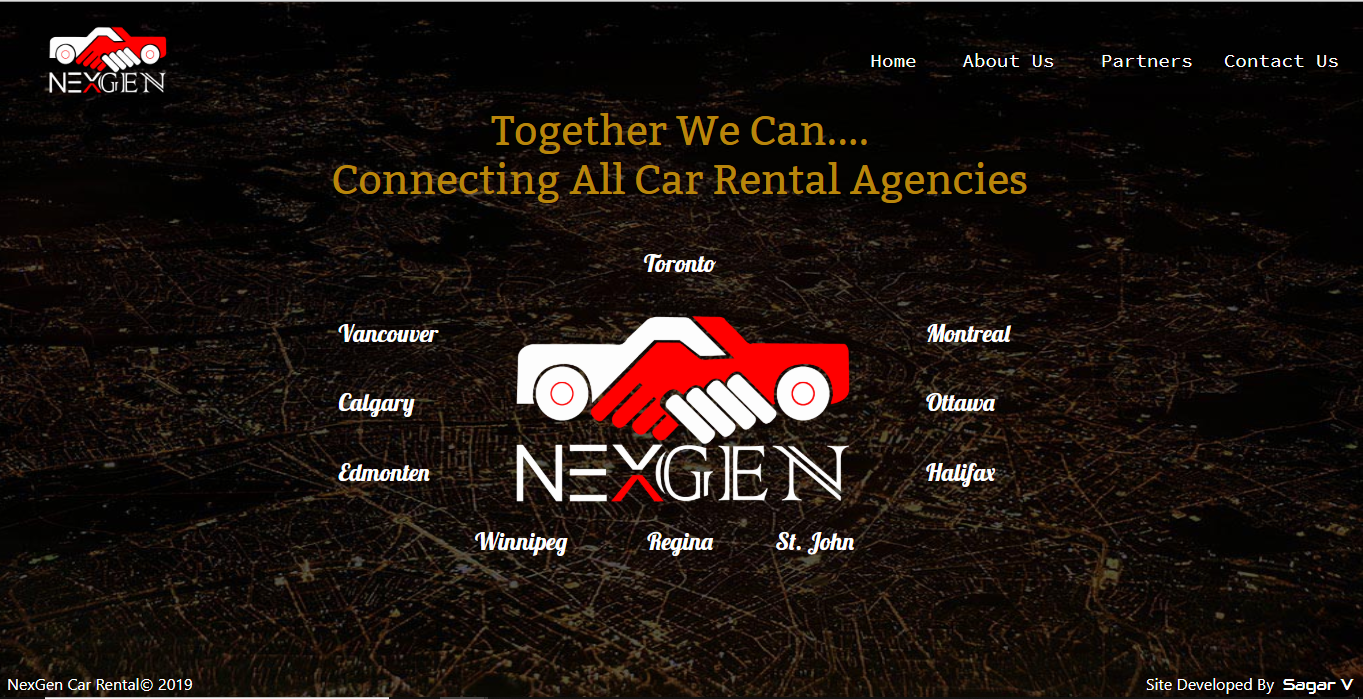 NEXGEN
Home About Us Partners Contact Us
Together We Can....
Connecting All Car Rental Agencies
Toronto
Vancouver Montreal
Calgary Ottawa
Edmonten Halifax
NEXGEN
Winnipeg Regina St. John
NexGen Car Rental© 2019 Site Developed By Sagar V